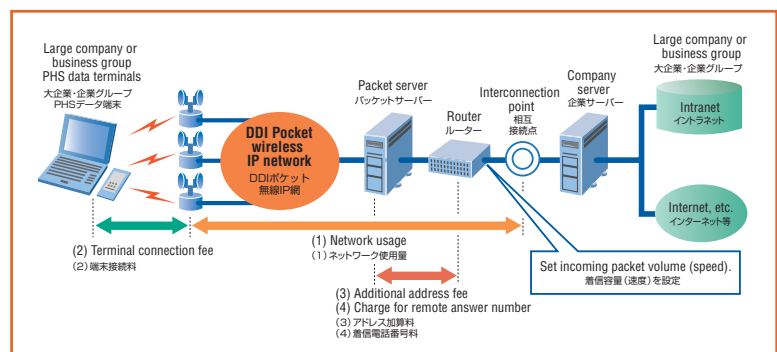 Large company or
business group
PHS data terminals
大企業・企業グループ
PHSデータ端末
DDI Pocket
wireless
IP network
DDIポケット
無線IP網
Packet server
パケットサーバー
Router
ルーター
Interconnection
point
相互
接続点
Company
server
企業サーバー
Large company or
business group
大企業・企業グループ
Intranet
イントラネット
Internet, etc.
インターネット等
(2) Terminal connection fee
(2)端末接続料
(1) Network usage
(1)ネットワーク使用量
(3) Additional address fee
(4) Charge for remote answer number
(3)アドレス加算料
(4)着信電話番号料
Set incoming packet volume (speed).
着信容量(速度)を設定